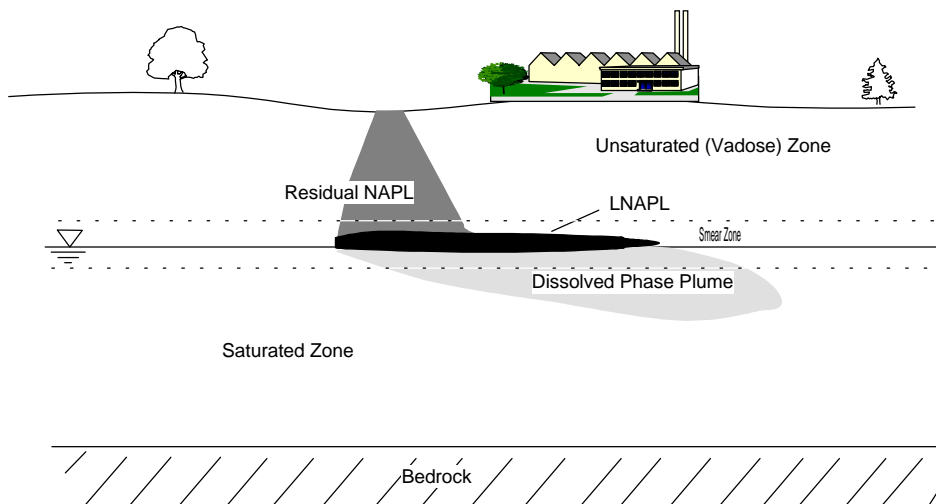 Unsaturated (Vadose) Zone
Residual NAPL
LNAPL
Smear Zone
Dissolved Phase Plume
Saturated Zone
Bedrock